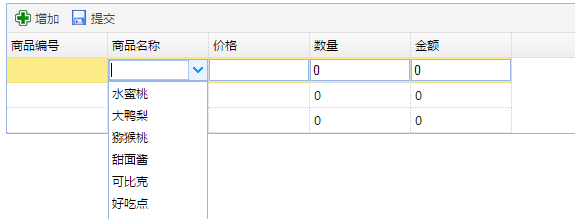 增加 提交
商品编号 商品名称 价格 数量 金额
0 0
水蜜桃 0 0
大鸭梨
猕猴桃 0 0
甜面酱
可比克
好吃点